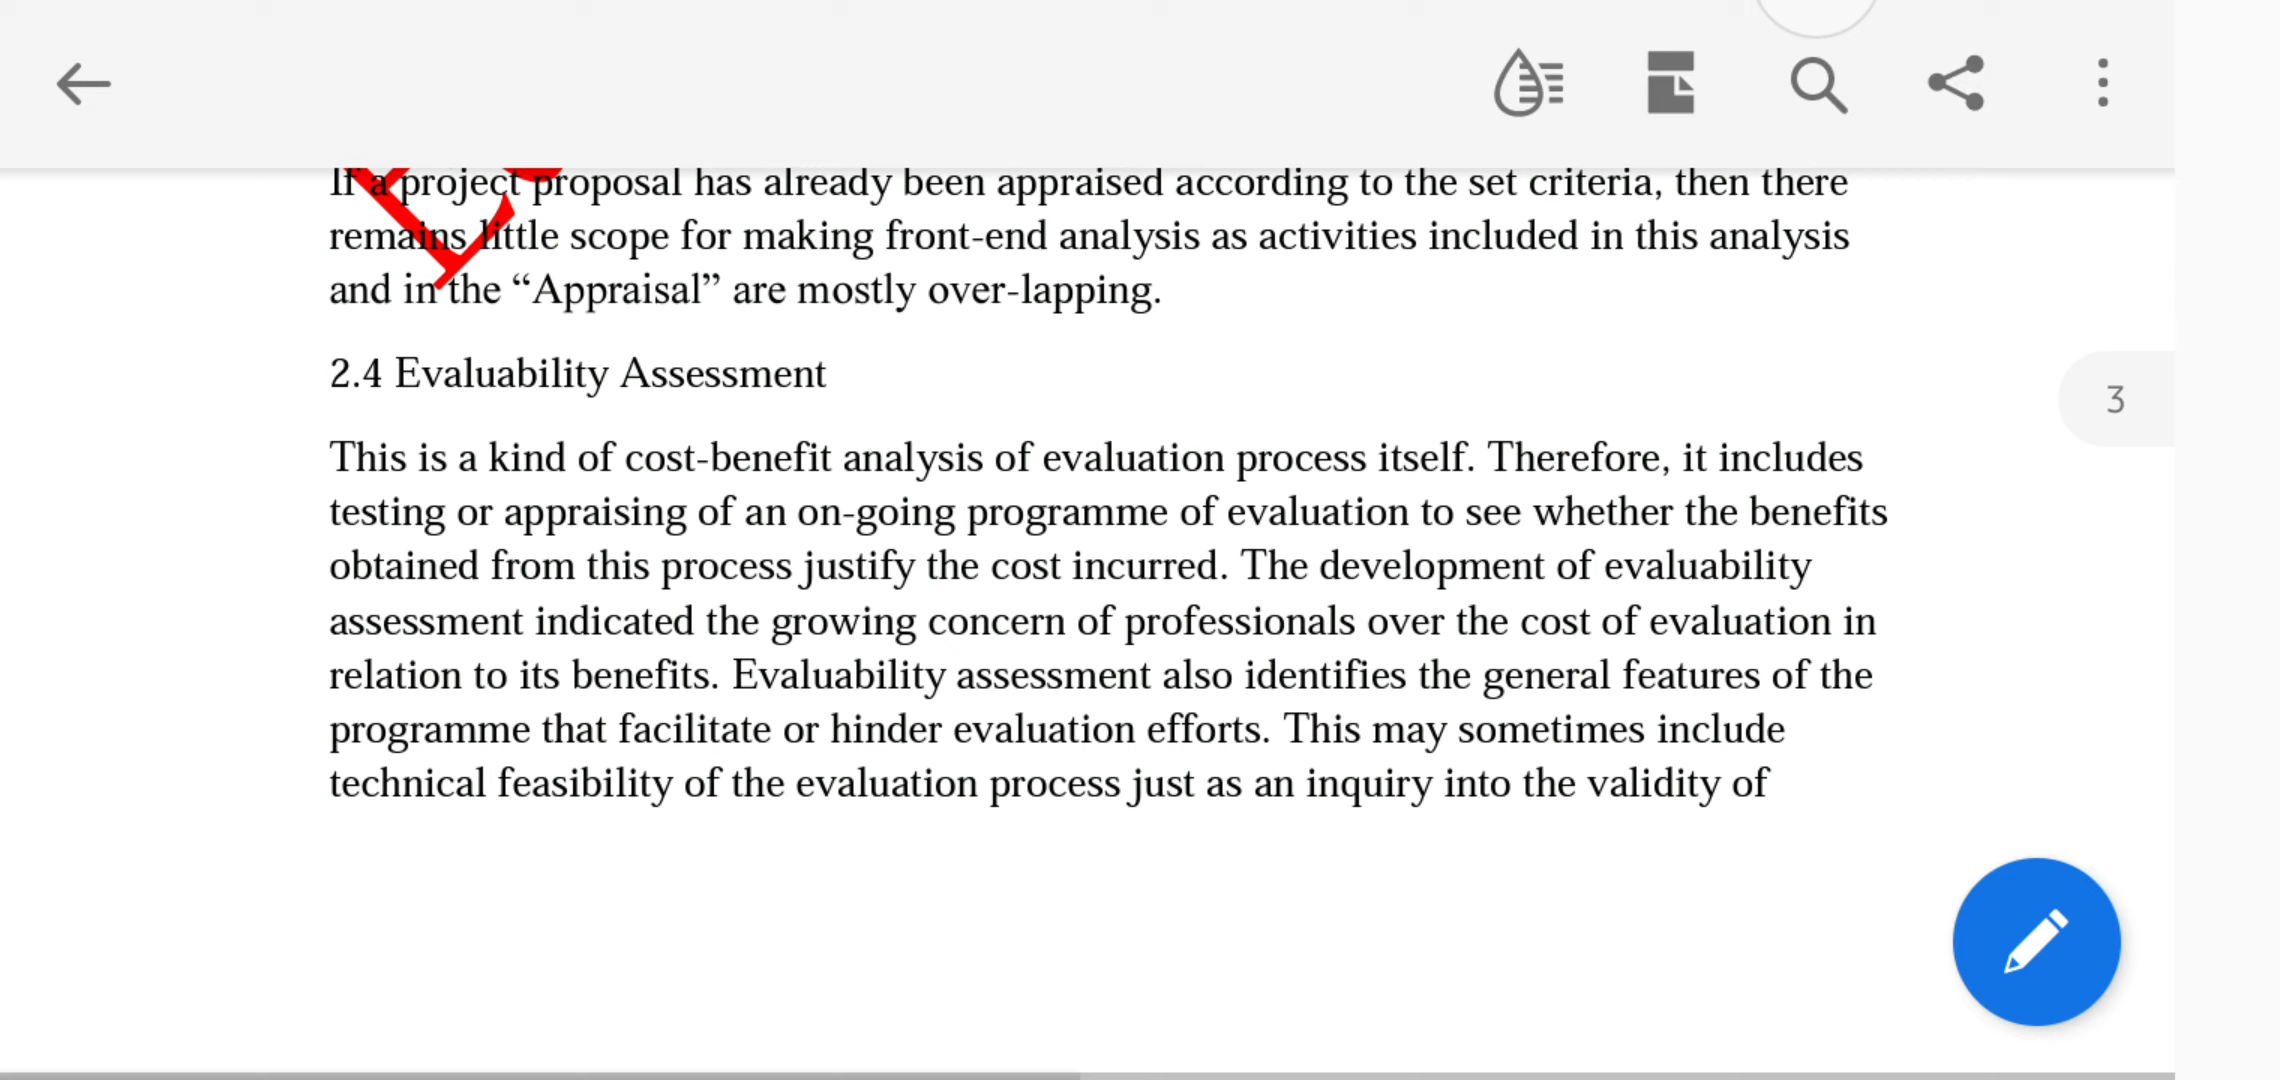 If a project proposal has already been appraised according to the set criteria, then there
remains little scope for making front-end analysis as activities included in this analysis
and in the “Appraisal” are mostly over-lapping.
2.4 Evaluability Assessment
3
This is a kind of cost-benefit analysis of evaluation process itself. Therefore, it includes
testing or appraising of an on-going programme of evaluation to see whether the benefits
obtained from this process justify the cost incurred. The development of evaluability
assessment indicated the growing concern of professionals over the cost of evaluation in
relation to its benefits. Evaluability assessment also identifies the general features of the
programme that facilitate or hinder evaluation efforts. This may sometimes include
technical feasibility of the evaluation process just as an inquiry into the validity of